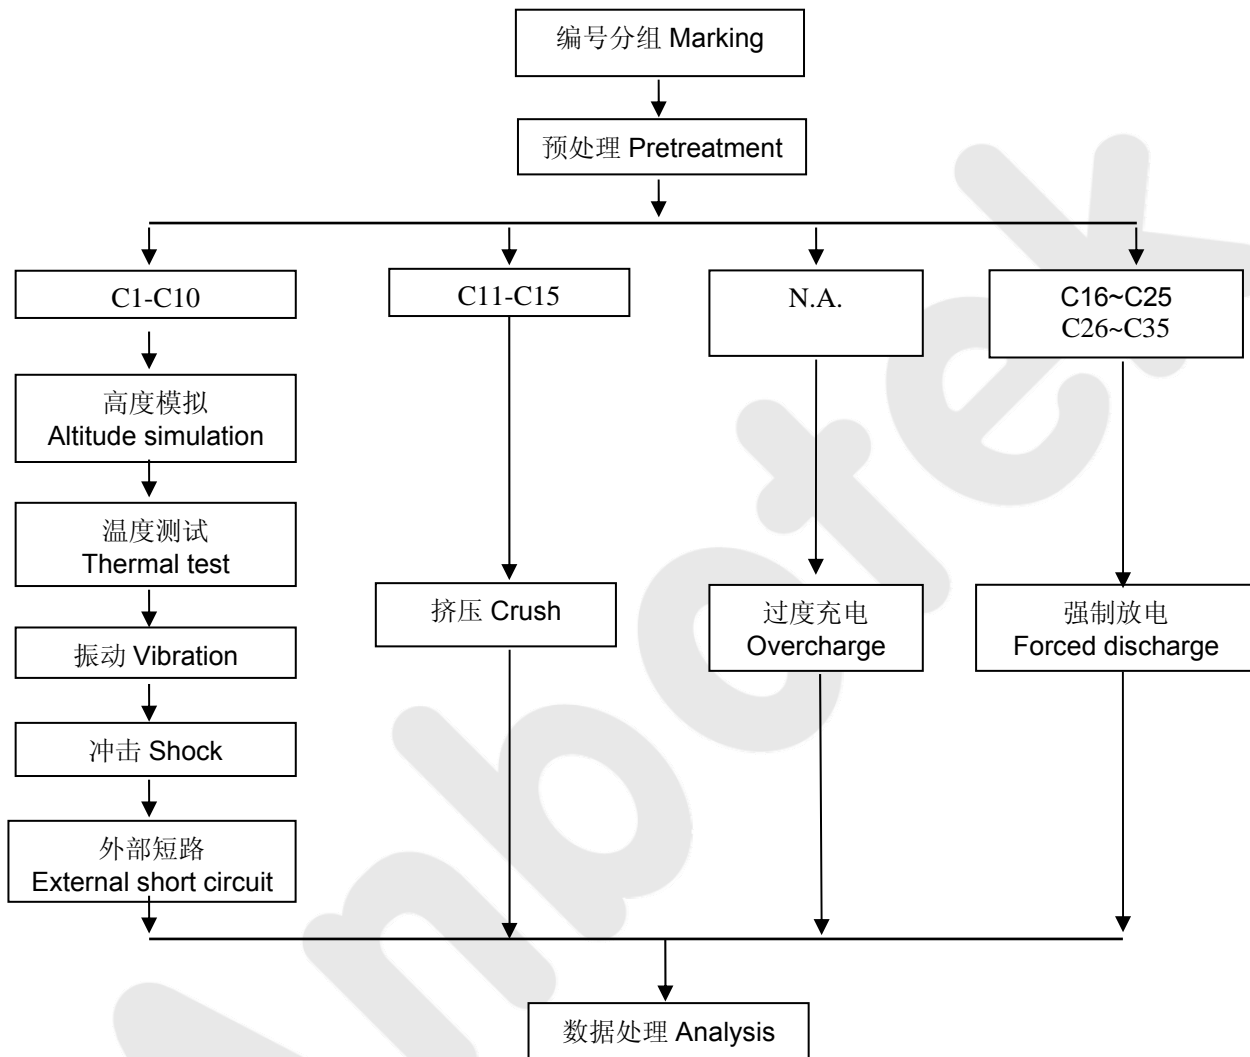 编号分组 Marking
预处理 Pretreatment
C1-C10
C11-C15
N.A.
C16~C25
C26~C35
高度模拟
Altitude simulation
温度测试
Thermal test
振动 Vibration
冲击 Shock
外部短路
External short circuit
挤压 Crush
过度充电
Overcharge
强制放电
Forced discharge
数据处理 Analysis
Anbotek